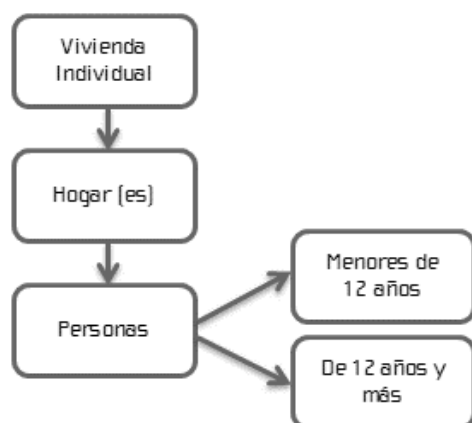 Vivienda
Individual
Hogar (es)
Personas
Menores de
12 años
De 12 años y
más